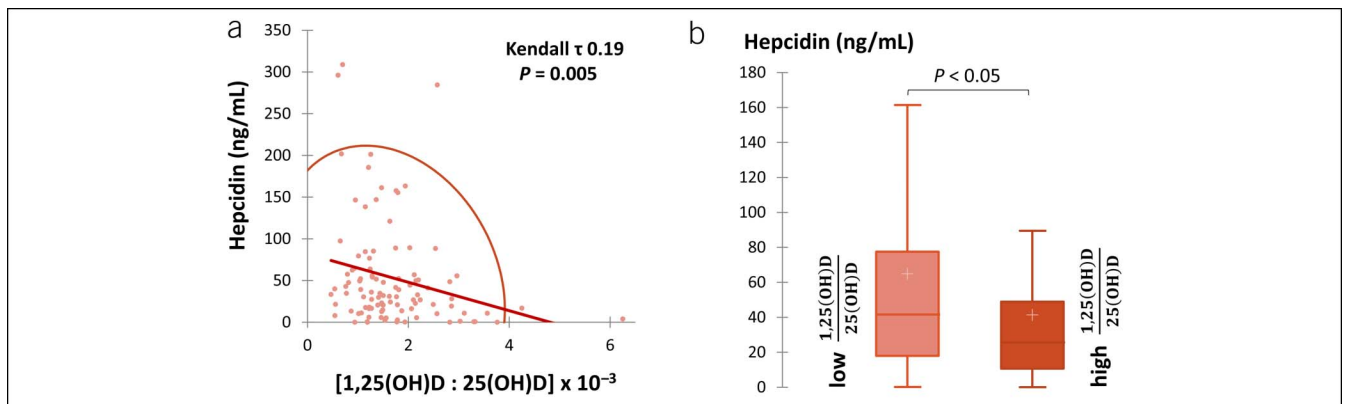 a
350
300
250
200
150
100
50
0
Hepcidin (ng/mL)
Kendall τ 0.19
P = 0.005
0 2 4 6
[1,25(OH)D : 25(OH)D] x 10⁻³
b
Hepcidin (ng/mL)
180
160
140
120
100
80
60
40
20
0
P < 0.05
low 1,25(OH)D
25(OH)D
high 1,25(OH)D
25(OH)D